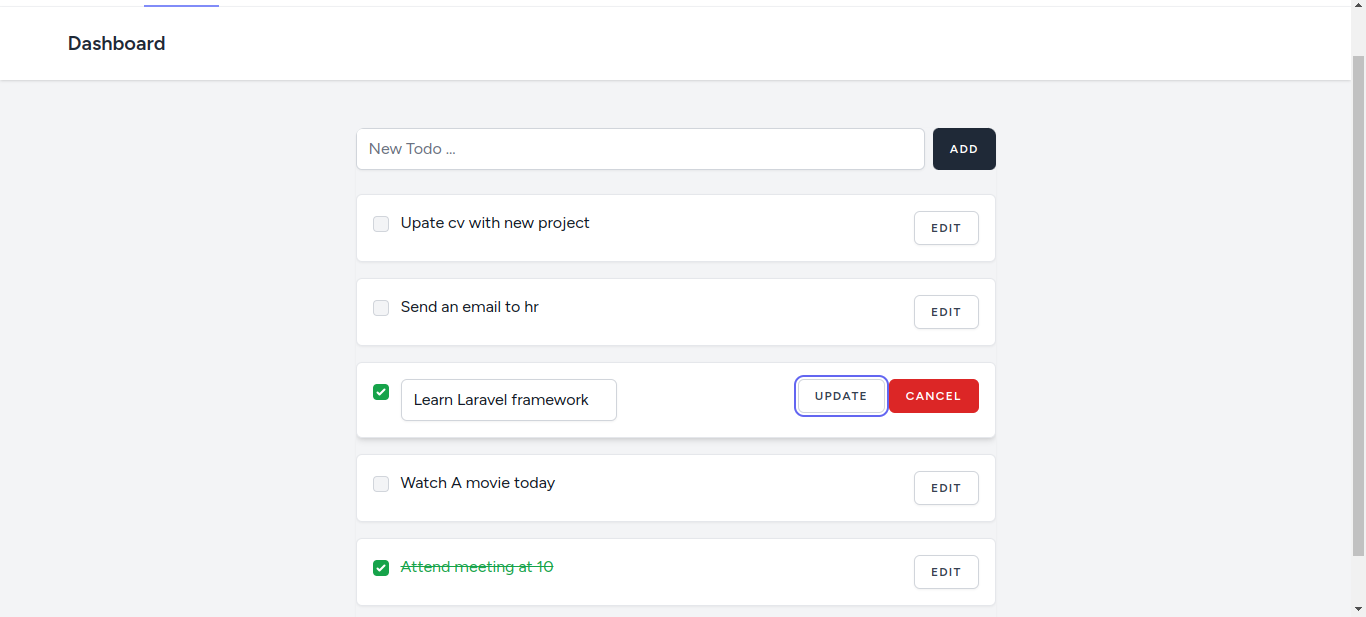 Dashboard
New Todo ...
ADD
Upate cv with new project
EDIT
Send an email to hr
EDIT
Learn Laravel framework
UPDATE
CANCEL
Watch A movie today
EDIT
Attend meeting at 10
EDIT